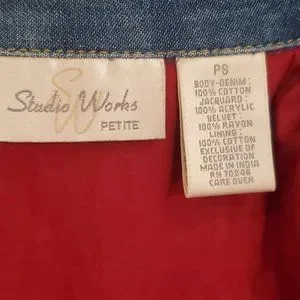 SW
Studio Works
PETITE
PS
BODY-DENIM:
100% COTTON
JACQUARD:
100% ACRYLIC
VELVET:
100% RAYON
LINING:
100% COTTON
EXCLUSIVE OF
DECORATION
MADE IN INDIA
RN 70246
CARE OVER